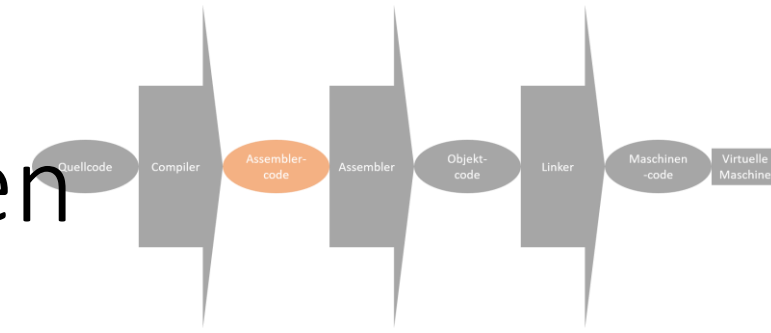 en
Quellcode
Compiler
Assembler-
code
Assembler
Objekt-
code
Linker
Maschinen
-code
Virtuelle
Maschine